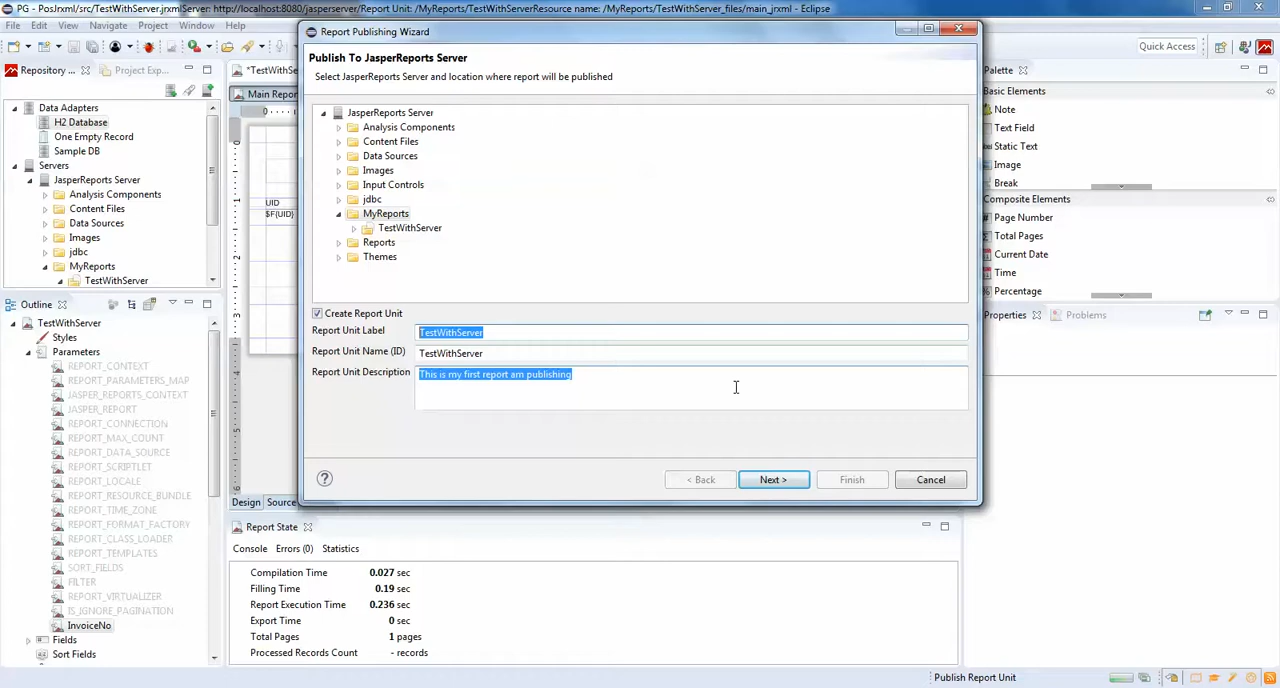 PG - PosJrxml/src/TestWithServer.jrxmlServer: http://localhost:8080/jasperserver/Report Unit: /MyReports/TestWithServerResource name: /MyReports/TestWithServer_files/main_jrxml - Eclipse
File Edit View Navigate Project Window Help
Quick Access
Repository ...
Project Exp...
Data Adapters
H2 Database
One Empty Record
Sample DB
Servers
JasperReports Server
Analysis Components
Content Files
Data Sources
Images
jdbc
MyReports
TestWithServer
Outline
TestWithServer
Styles
Parameters
REPORT_CONTEXT
REPORT_PARAMETERS_MAP
JASPER_REPORTS_CONTEXT
JASPER_REPORT
REPORT_CONNECTION
REPORT_MAX_COUNT
REPORT_DATA_SOURCE
REPORT_SCRIPTLET
REPORT_LOCALE
REPORT_RESOURCE_BUNDLE
REPORT_TIME_ZONE
REPORT_FORMAT_FACTORY
REPORT_CLASS_LOADER
REPORT_TEMPLATES
SORT_FIELDS
FILTER
REPORT_VIRTUALIZER
IS_IGNORE_PAGINATION
InvoiceNo
Fields
Sort Fields
*TestWithSe
Main Repor
UID
$F{UID}
Design Source
Report Publishing Wizard
Publish To JasperReports Server
Select JasperReports Server and location where report will be published
JasperReports Server
Analysis Components
Content Files
Data Sources
Images
Input Controls
jdbc
MyReports
TestWithServer
Reports
Themes
Create Report Unit
Report Unit Label TestWithServer
Report Unit Name (ID) TestWithServer
Report Unit Description This is my first report am publishing
< Back Next > Finish Cancel
Report State
Console Errors (0) Statistics
Compilation Time 0.027 sec
Filling Time 0.19 sec
Report Execution Time 0.236 sec
Export Time 0 sec
Total Pages 1 pages
Processed Records Count - records
Palette
Basic Elements
Note
Text Field
Static Text
Image
Break
Composite Elements
Page Number
Total Pages
Current Date
Time
Percentage
Properties Problems
Publish Report Unit